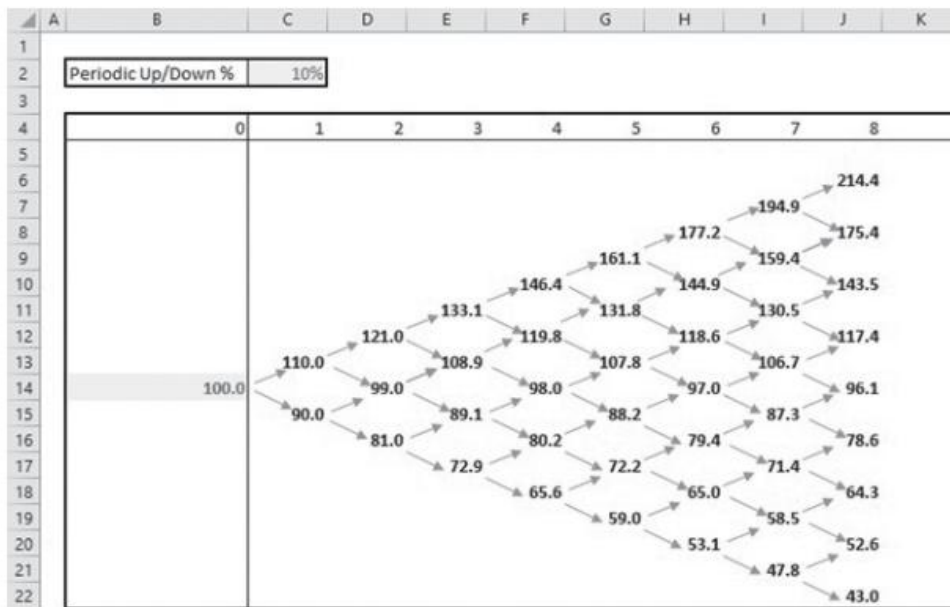 A B C D E F G H I J K
1
2 Periodic Up/Down % 10%
3
4 0 1 2 3 4 5 6 7 8
5
6 214.4
7 194.9
8 177.2 175.4
9 161.1 159.4
10 146.4 144.9 143.5
11 133.1 131.8 130.5
12 121.0 119.8 118.6 117.4
13 110.0 108.9 107.8 106.7
14 100.0 99.0 98.0 97.0 96.1
15 90.0 89.1 88.2 87.3
16 81.0 80.2 79.4 78.6
17 72.9 72.2 71.4
18 65.6 65.0 64.3
19 59.0 58.5
20 53.1 52.6
21 47.8
22 43.0